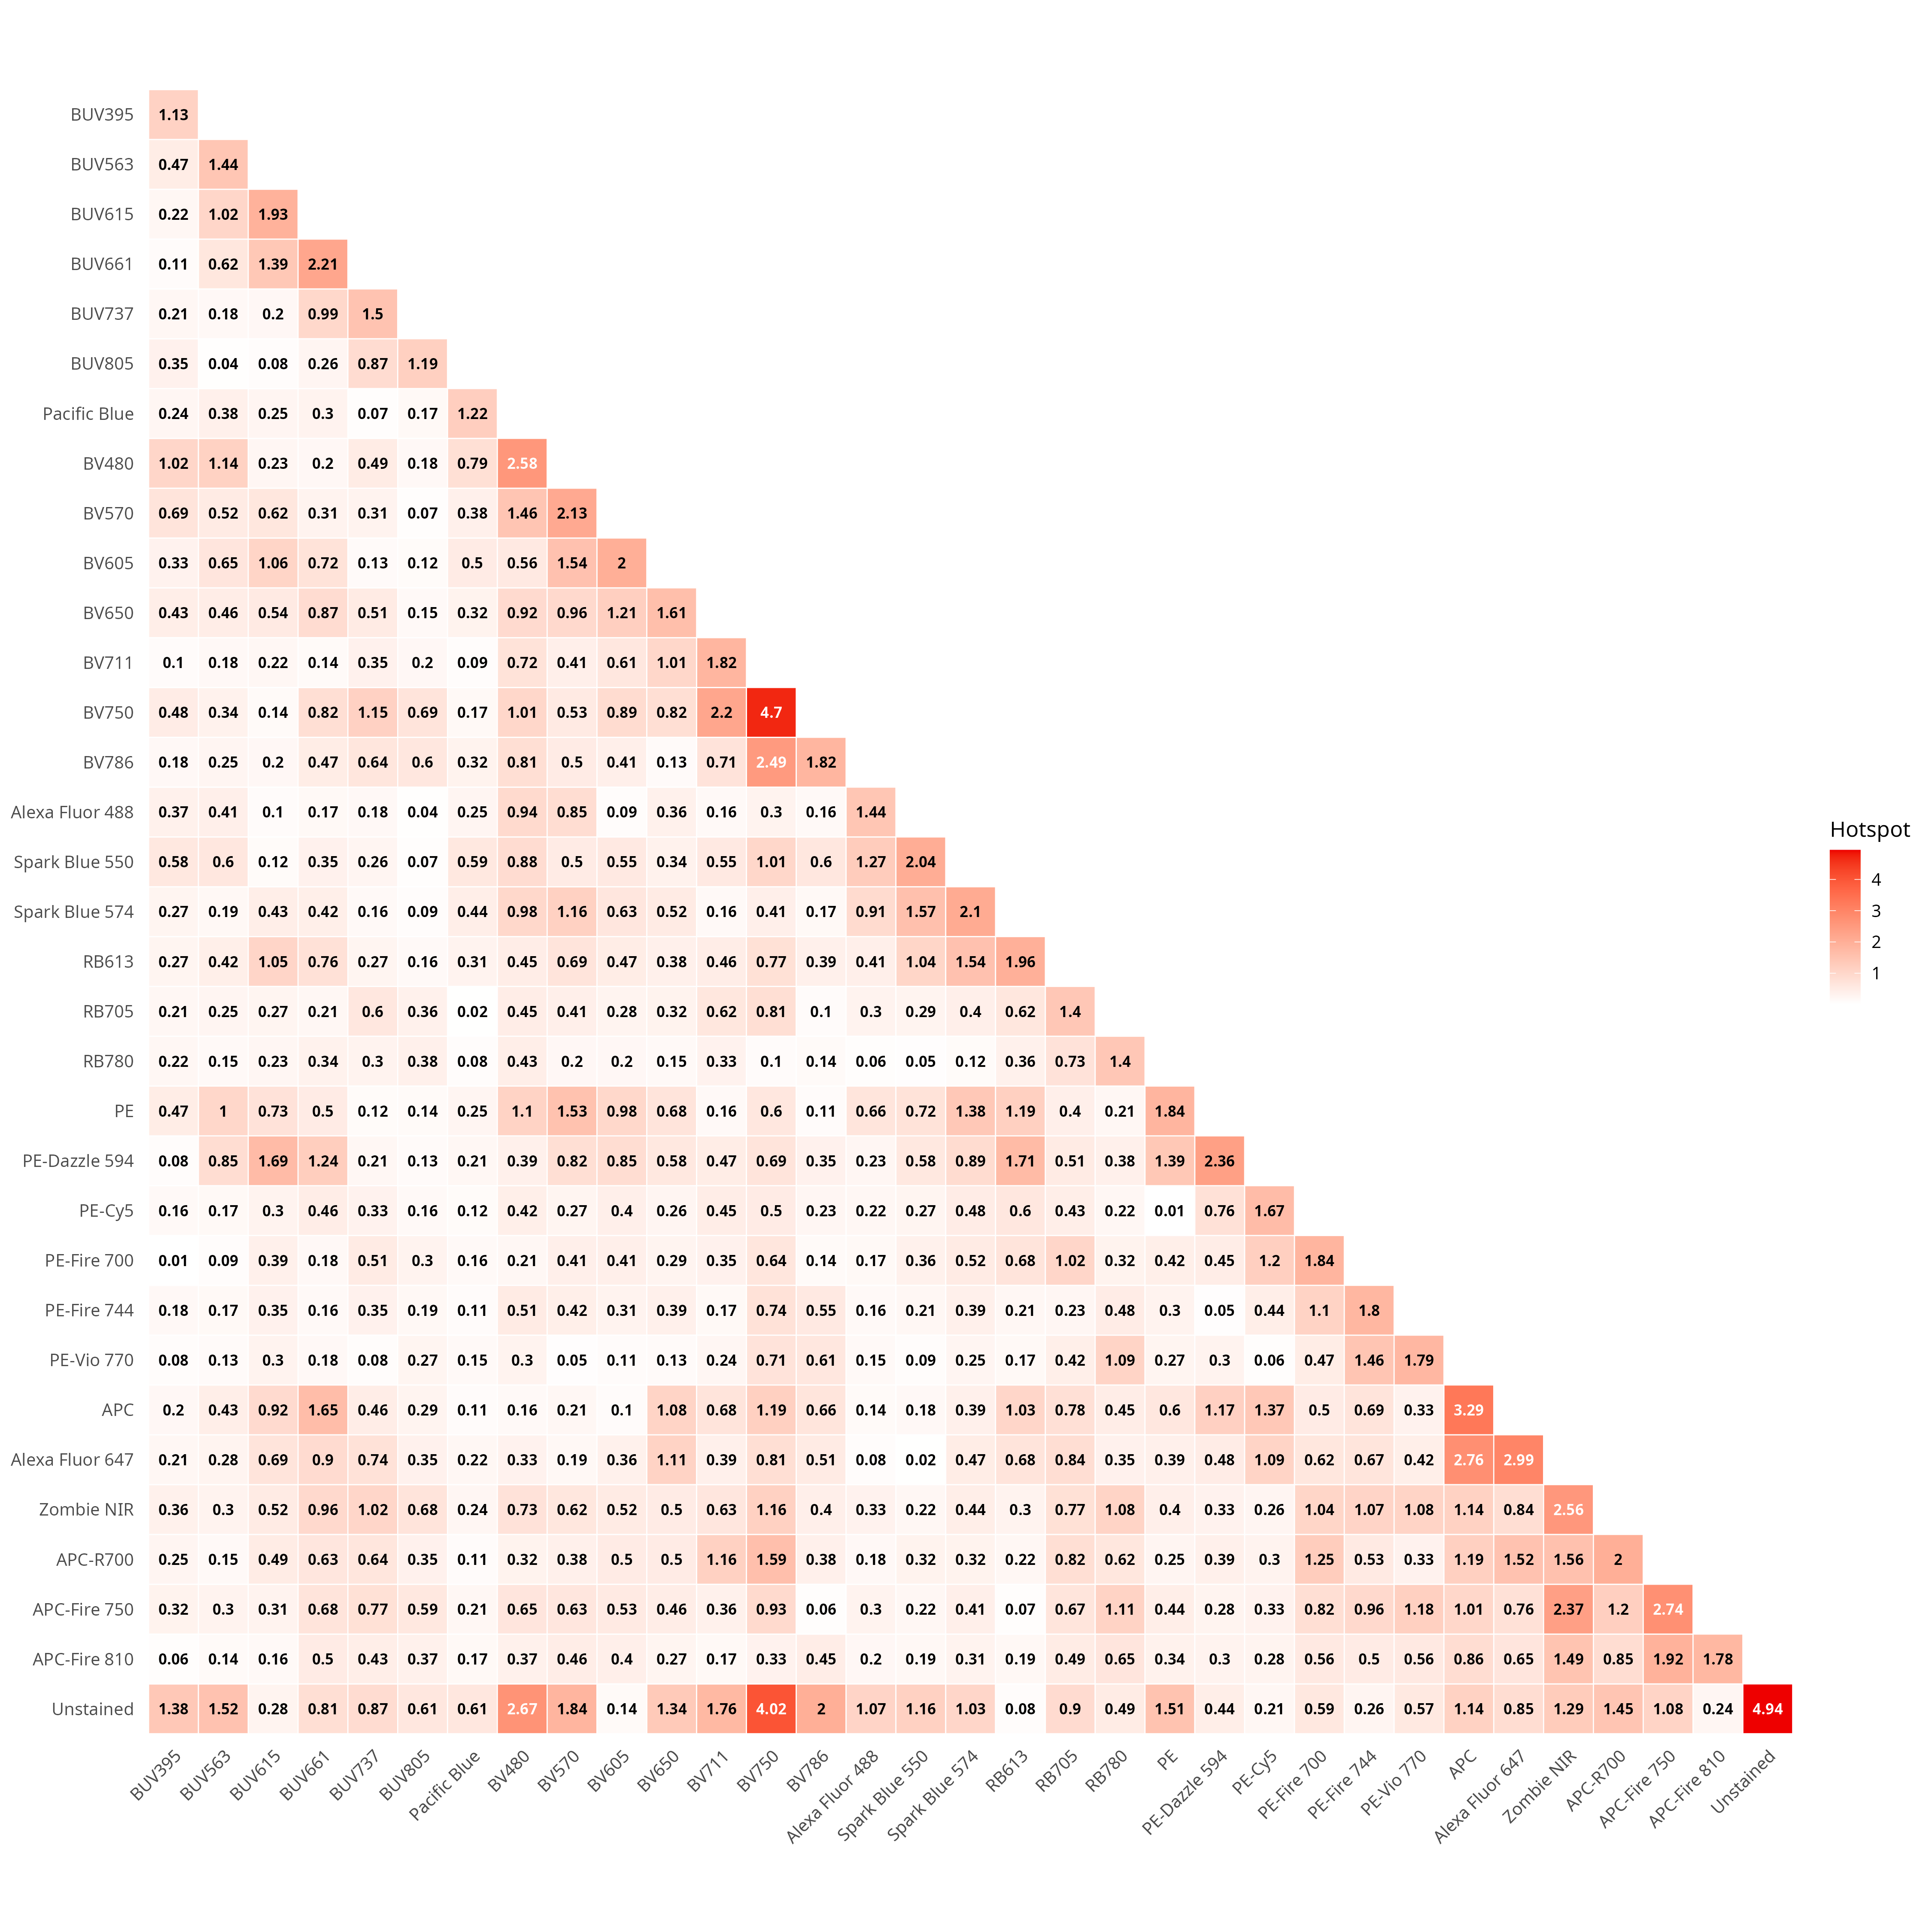 BUV395 1.13
BUV563 0.47 1.44
BUV615 0.22 1.02 1.93
BUV661 0.11 0.62 1.39 2.21
BUV737 0.21 0.18 0.2 0.99 1.5
BUV805 0.35 0.04 0.08 0.26 0.87 1.19
Pacific Blue 0.24 0.38 0.25 0.3 0.07 0.17 1.22
BV480 1.02 1.14 0.23 0.2 0.49 0.18 0.79 2.58
BV570 0.69 0.52 0.62 0.31 0.31 0.07 0.38 1.46 2.13
BV605 0.33 0.65 1.06 0.72 0.13 0.12 0.5 0.56 1.54 2
BV650 0.43 0.46 0.54 0.87 0.51 0.15 0.32 0.92 0.96 1.21 1.61
BV711 0.1 0.18 0.22 0.14 0.35 0.2 0.09 0.72 0.41 0.61 1.01 1.82
BV750 0.48 0.34 0.14 0.82 1.15 0.69 0.17 1.01 0.53 0.89 0.82 2.2 4.7
BV786 0.18 0.25 0.2 0.47 0.64 0.6 0.32 0.81 0.5 0.41 0.13 0.71 2.49 1.82
Alexa Fluor 488 0.37 0.41 0.1 0.17 0.18 0.04 0.25 0.94 0.85 0.09 0.36 0.16 0.3 0.16 1.44
Spark Blue 550 0.58 0.6 0.12 0.35 0.26 0.07 0.59 0.88 0.5 0.55 0.34 0.55 1.01 0.6 1.27 2.04
Spark Blue 574 0.27 0.19 0.43 0.42 0.16 0.09 0.44 0.98 1.16 0.63 0.52 0.16 0.41 0.17 0.91 1.57 2.1
RB613 0.27 0.42 1.05 0.76 0.27 0.16 0.31 0.45 0.69 0.47 0.38 0.46 0.77 0.39 0.41 1.04 1.54 1.96
RB705 0.21 0.25 0.27 0.21 0.6 0.36 0.02 0.45 0.41 0.28 0.32 0.62 0.81 0.1 0.3 0.29 0.4 0.62 1.4
RB780 0.22 0.15 0.23 0.34 0.3 0.38 0.08 0.43 0.2 0.2 0.15 0.33 0.1 0.14 0.06 0.05 0.12 0.36 0.73 1.4
PE 0.47 1 0.73 0.5 0.12 0.14 0.25 1.1 1.53 0.98 0.68 0.16 0.6 0.11 0.66 0.72 1.38 1.19 0.4 0.21 1.84
PE-Dazzle 594 0.08 0.85 1.69 1.24 0.21 0.13 0.21 0.39 0.82 0.85 0.58 0.47 0.69 0.35 0.23 0.58 0.89 1.71 0.51 0.38 1.39 2.36
PE-Cy5 0.16 0.17 0.3 0.46 0.33 0.16 0.12 0.42 0.27 0.4 0.26 0.45 0.5 0.23 0.22 0.27 0.48 0.6 0.43 0.22 0.01 0.76 1.67
PE-Fire 700 0.01 0.09 0.39 0.18 0.51 0.3 0.16 0.21 0.41 0.41 0.29 0.35 0.64 0.14 0.17 0.36 0.52 0.68 1.02 0.32 0.42 0.45 1.2 1.84
PE-Fire 744 0.18 0.17 0.35 0.16 0.35 0.19 0.11 0.51 0.42 0.31 0.39 0.17 0.74 0.55 0.16 0.21 0.39 0.21 0.23 0.48 0.3 0.05 0.44 1.1 1.8
PE-Vio 770 0.08 0.13 0.3 0.18 0.08 0.27 0.15 0.3 0.05 0.11 0.13 0.24 0.71 0.61 0.15 0.09 0.25 0.17 0.42 1.09 0.27 0.3 0.06 0.47 1.46 1.79
APC 0.2 0.43 0.92 1.65 0.46 0.29 0.11 0.16 0.21 0.1 1.08 0.68 1.19 0.66 0.14 0.18 0.39 1.03 0.78 0.45 0.6 1.17 1.37 0.5 0.69 0.33 3.29
Alexa Fluor 647 0.21 0.28 0.69 0.9 0.74 0.35 0.22 0.33 0.19 0.36 1.11 0.39 0.81 0.51 0.08 0.02 0.47 0.68 0.84 0.35 0.39 0.48 1.09 0.62 0.67 0.42 2.76 2.99
Zombie NIR 0.36 0.3 0.52 0.96 1.02 0.68 0.24 0.73 0.62 0.52 0.5 0.63 1.16 0.4 0.33 0.22 0.44 0.3 0.77 1.08 0.4 0.33 0.26 1.04 1.07 1.08 1.14 0.84 2.56
APC-R700 0.25 0.15 0.49 0.63 0.64 0.35 0.11 0.32 0.38 0.5 0.5 1.16 1.59 0.38 0.18 0.32 0.32 0.22 0.82 0.62 0.25 0.39 0.3 1.25 0.53 0.33 1.19 1.52 1.56 2
APC-Fire 750 0.32 0.3 0.31 0.68 0.77 0.59 0.21 0.65 0.63 0.53 0.46 0.36 0.93 0.06 0.3 0.22 0.41 0.07 0.67 1.11 0.44 0.28 0.33 0.82 0.96 1.18 1.01 0.76 2.37 1.2 2.74
APC-Fire 810 0.06 0.14 0.16 0.5 0.43 0.37 0.17 0.37 0.46 0.4 0.27 0.17 0.33 0.45 0.2 0.19 0.31 0.19 0.49 0.65 0.34 0.3 0.28 0.56 0.5 0.56 0.86 0.65 1.49 0.85 1.92 1.78
Unstained 1.38 1.52 0.28 0.81 0.87 0.61 0.61 2.67 1.84 0.14 1.34 1.76 4.02 2 1.07 1.16 1.03 0.08 0.9 0.49 1.51 0.44 0.21 0.59 0.26 0.57 1.14 0.85 1.29 1.45 1.08 0.24 4.94
BUV395
BUV563
BUV615
BUV661
BUV737
BUV805
Pacific Blue
BV480
BV570
BV605
BV650
BV711
BV750
BV786
Alexa Fluor 488
Spark Blue 550
Spark Blue 574
RB613
RB705
RB780
PE
PE-Dazzle 594
PE-Cy5
PE-Fire 700
PE-Fire 744
PE-Vio 770
APC
Alexa Fluor 647
Zombie NIR
APC-R700
APC-Fire 750
APC-Fire 810
Unstained
Hotspot
4
3
2
1